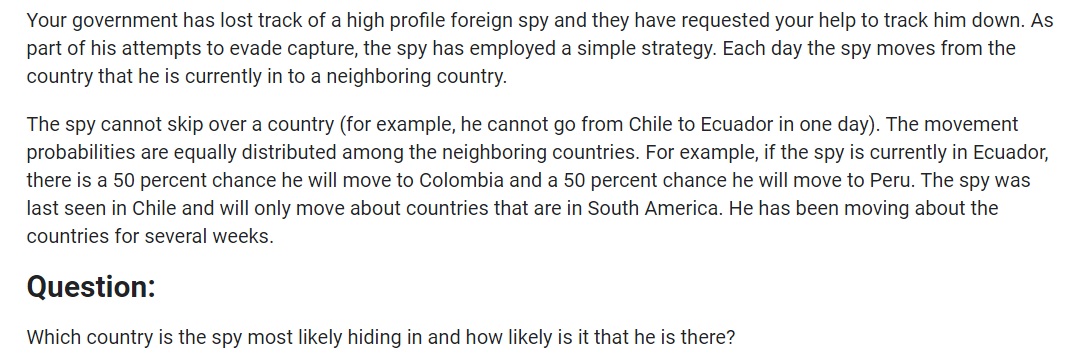 Your government has lost track of a high profile foreign spy and they have requested your help to track him down. As
part of his attempts to evade capture, the spy has employed a simple strategy. Each day the spy moves from the
country that he is currently in to a neighboring country.
The spy cannot skip over a country (for example, he cannot go from Chile to Ecuador in one day). The movement
probabilities are equally distributed among the neighboring countries. For example, if the spy is currently in Ecuador,
there is a 50 percent chance he will move to Colombia and a 50 percent chance he will move to Peru. The spy was
last seen in Chile and will only move about countries that are in South America. He has been moving about the
countries for several weeks.
Question:
Which country is the spy most likely hiding in and how likely is it that he is there?